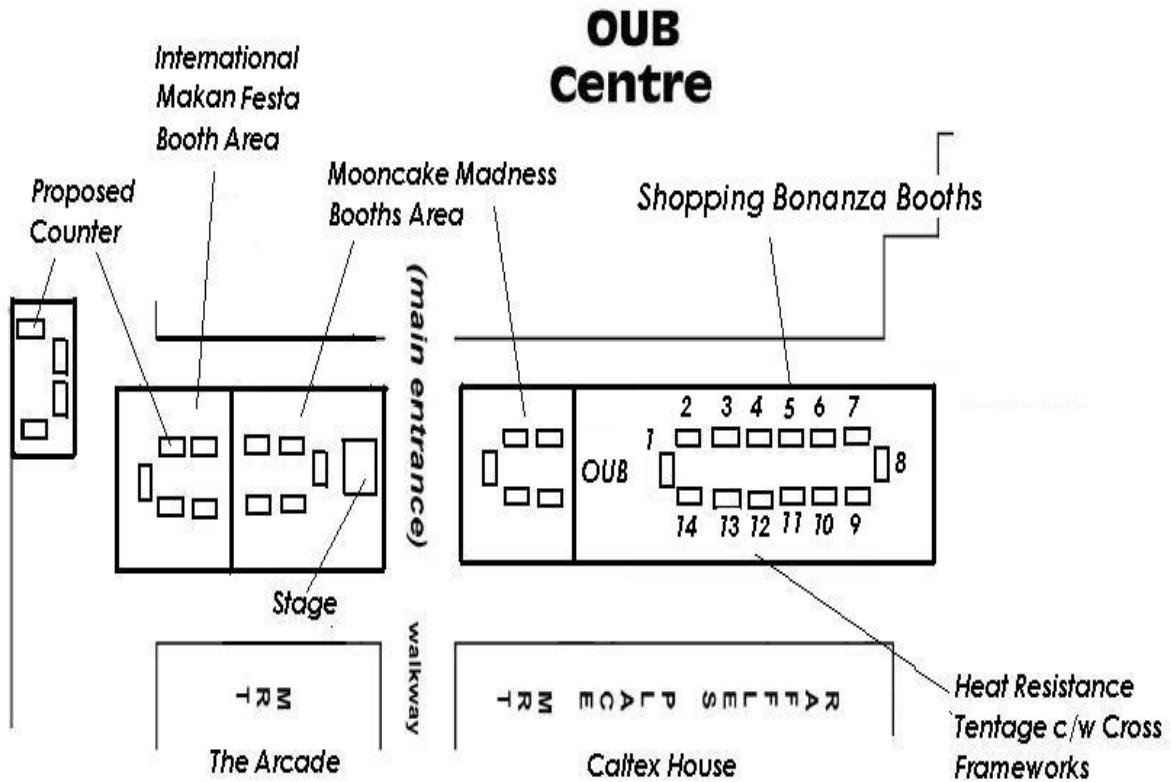 OUB
Centre
International
Makan Festa
Booth Area
Proposed
Counter
Mooncake Madness
Booths Area
Shopping Bonanza Booths
(main entrance)
1
2 3 4 5 6 7
8
OUB
14 13 12 11 10 9
Stage
walkway
MRT
RAFFLES PLACE MRT
The Arcade
Caltex House
Heat Resistance
Tentage c/w Cross
Frameworks